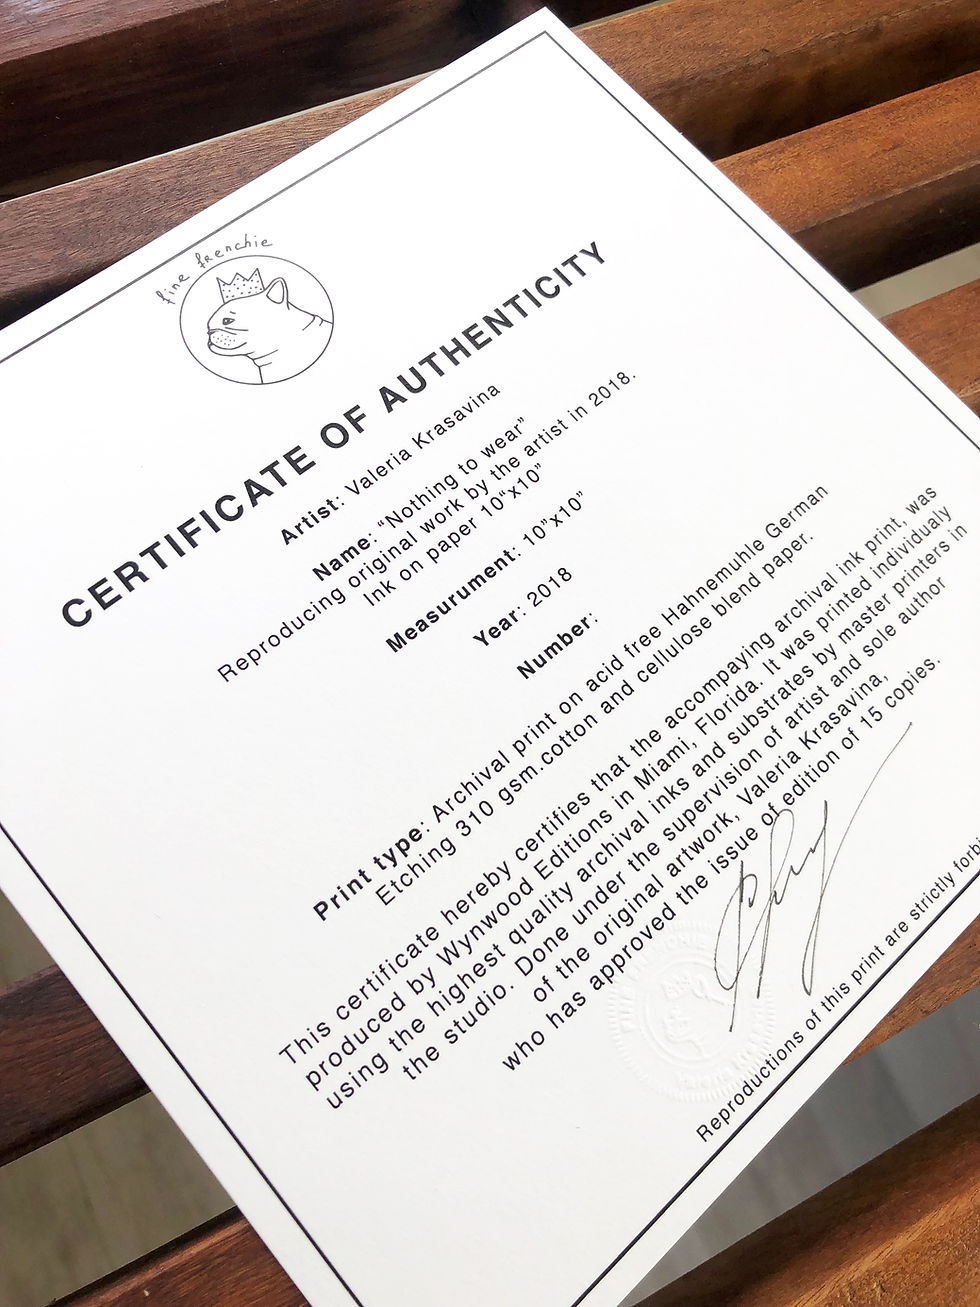 fine frenchie
CERTIFICATE OF AUTHENTICITY
Artist: Valeria Krasavina
Name: “Nothing to wear”
Reproducing original work by the artist in 2018.
Ink on paper 10“x10”
Measurument: 10”x10”
Year: 2018
Number:
Print type: Archival print on acid free Hahnemuhle German
Etching 310 gsm.cotton and cellulose blend paper.
This certificate hereby certifies that the accompaying archival ink print, was
produced by Wynwood Editions in Miami, Florida. It was printed individualy
using the highest quality archival inks and substrates by master printers in
the studio. Done under the supervision of artist and sole author
of the original artwork, Valeria Krasavina,
who has approved the issue of edition of 15 copies.
Reproductions of this print are strictly forbi